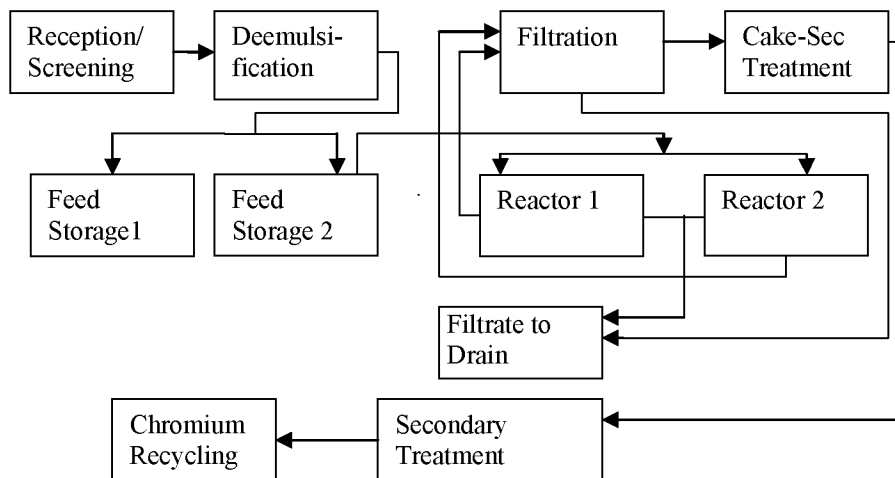 Reception/
Screening
Deemulsi-
ification
Filtration
Cake-Sec
Treatment
Feed
Storage1
Feed
Storage 2
Reactor 1
Reactor 2
Filtrate to
Drain
Chromium
Recycling
Secondary
Treatment